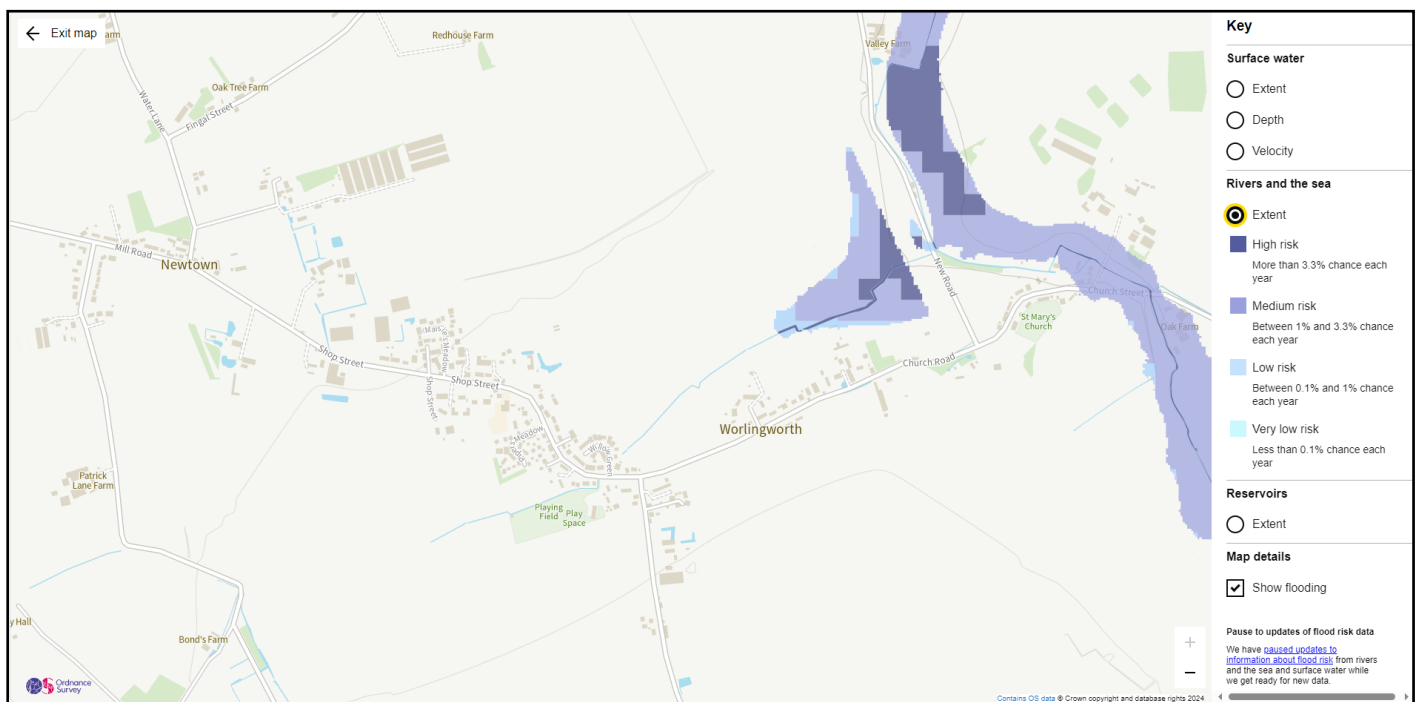 Exit map
arm
Redhouse Farm
Valley Farm
Oak Tree Farm
Water Lane
Fingal Street
Mill Road
Newtown
New Road
Church Street
St Mary's
Church
Oak Farm
Shop Street
Maise's Meadow
Shop Street
Shop Street
Church Road
Worlingworth
Meadow
Willow Green
Patrick
Lane Farm
Playing
Field
Play
Space
y Hall
Bond's Farm
Ordnance
Survey
+
−
Contains OS data © Crown copyright and database rights 2024
Key
Surface water
Extent
Depth
Velocity
Rivers and the sea
Extent
High risk
More than 3.3% chance each
year
Medium risk
Between 1% and 3.3% chance
each year
Low risk
Between 0.1% and 1% chance
each year
Very low risk
Less than 0.1% chance each
year
Reservoirs
Extent
Map details
Show flooding
Pause to updates of flood risk data
We have paused updates to
information about flood risk from rivers
and the sea and surface water while
we get ready for new data.